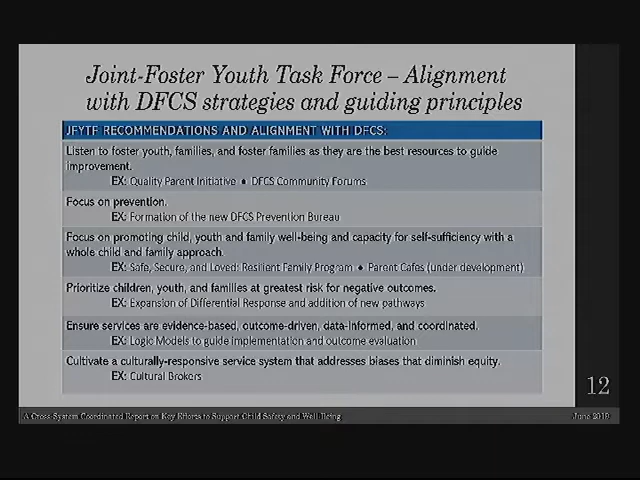 Joint-Foster Youth Task Force – Alignment
with DFCS strategies and guiding principles
JFYTF RECOMMENDATIONS AND ALIGNMENT WITH DFCS:
Listen to foster youth, families, and foster families as they are the best resources to guide
improvement.
EX: Quality Parent Initiative • DFCS Community Forums
Focus on prevention.
EX: Formation of the new DFCS Prevention Bureau
Focus on promoting child, youth and family well-being and capacity for self-sufficiency with a
whole child and family approach.
EX: Safe, Secure, and Loved: Resilient Family Program • Parent Cafes (under development)
Prioritize children, youth, and families at greatest risk for negative outcomes.
EX: Expansion of Differential Response and addition of new pathways
Ensure services are evidence-based, outcome-driven, data-informed, and coordinated.
EX: Logic Models to guide implementation and outcome evaluation
Cultivate a culturally-responsive service system that addresses biases that diminish equity.
EX: Cultural Brokers
12
A Cross-System Coordinated Report on Key Efforts to Support Child Safety and Well-Being
June 2019